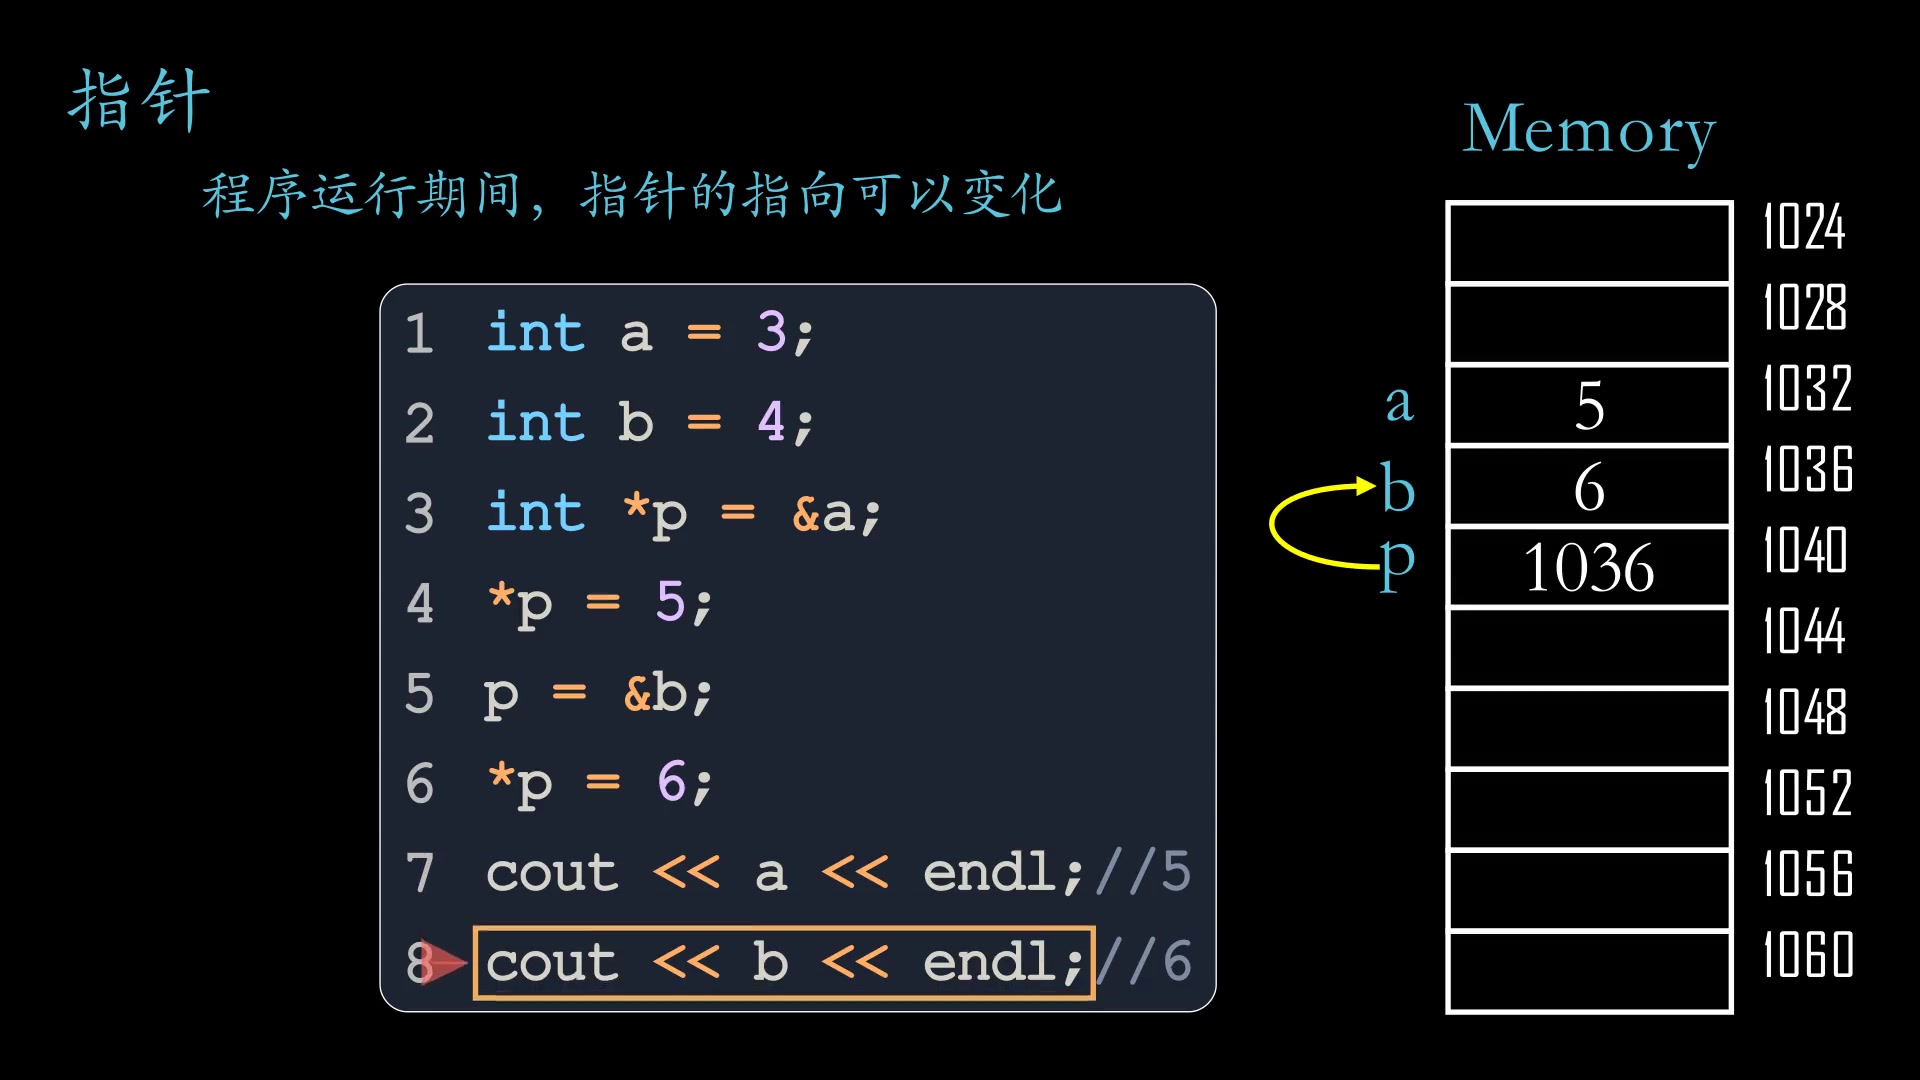 指针
程序运行期间，指针的指向可以变化
1 int a = 3;
2 int b = 4;
3 int *p = &a;
4 *p = 5;
5 p = &b;
6 *p = 6;
7 cout << a << endl;//5
8 cout << b << endl;//6
Memory
1024
1028
a 5 1032
b 6 1036
p 1036 1040
1044
1048
1052
1056
1060